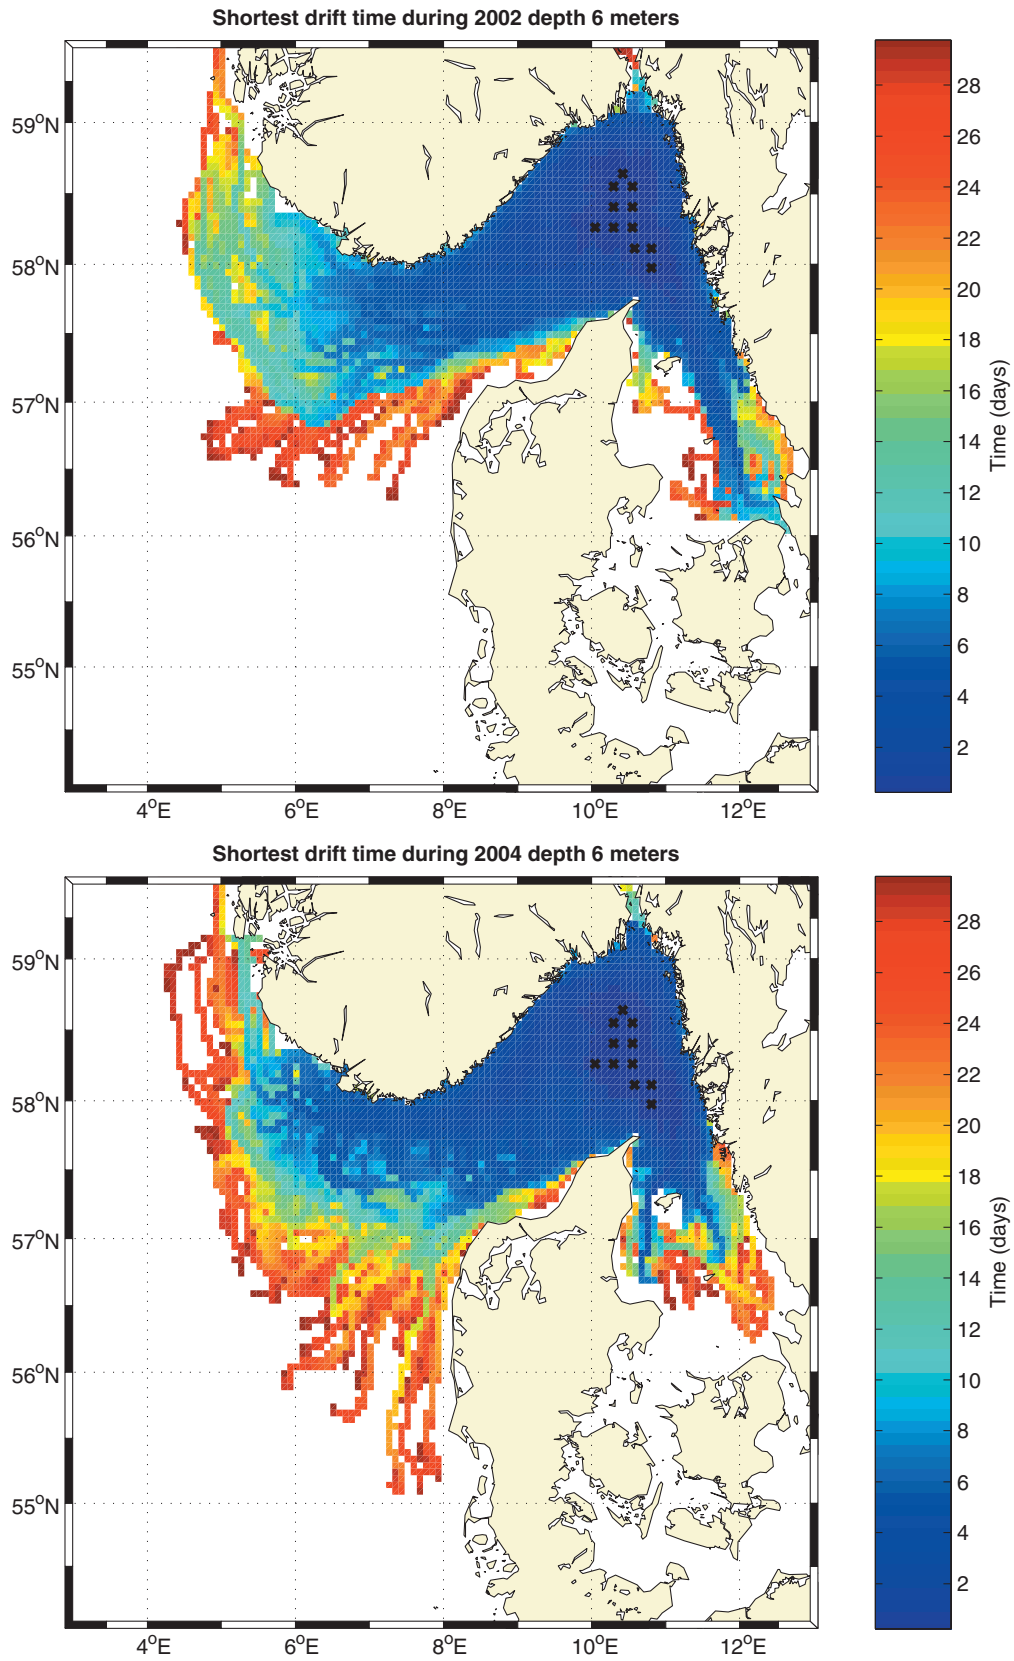 Shortest drift time during 2002 depth 6 meters
59°N
58°N
57°N
56°N
55°N
4°E 6°E 8°E 10°E 12°E
28
26
24
22
20
18
16
14
12
10
8
6
4
2
Time (days)
Shortest drift time during 2004 depth 6 meters
59°N
58°N
57°N
56°N
55°N
4°E 6°E 8°E 10°E 12°E
28
26
24
22
20
18
16
14
12
10
8
6
4
2
Time (days)